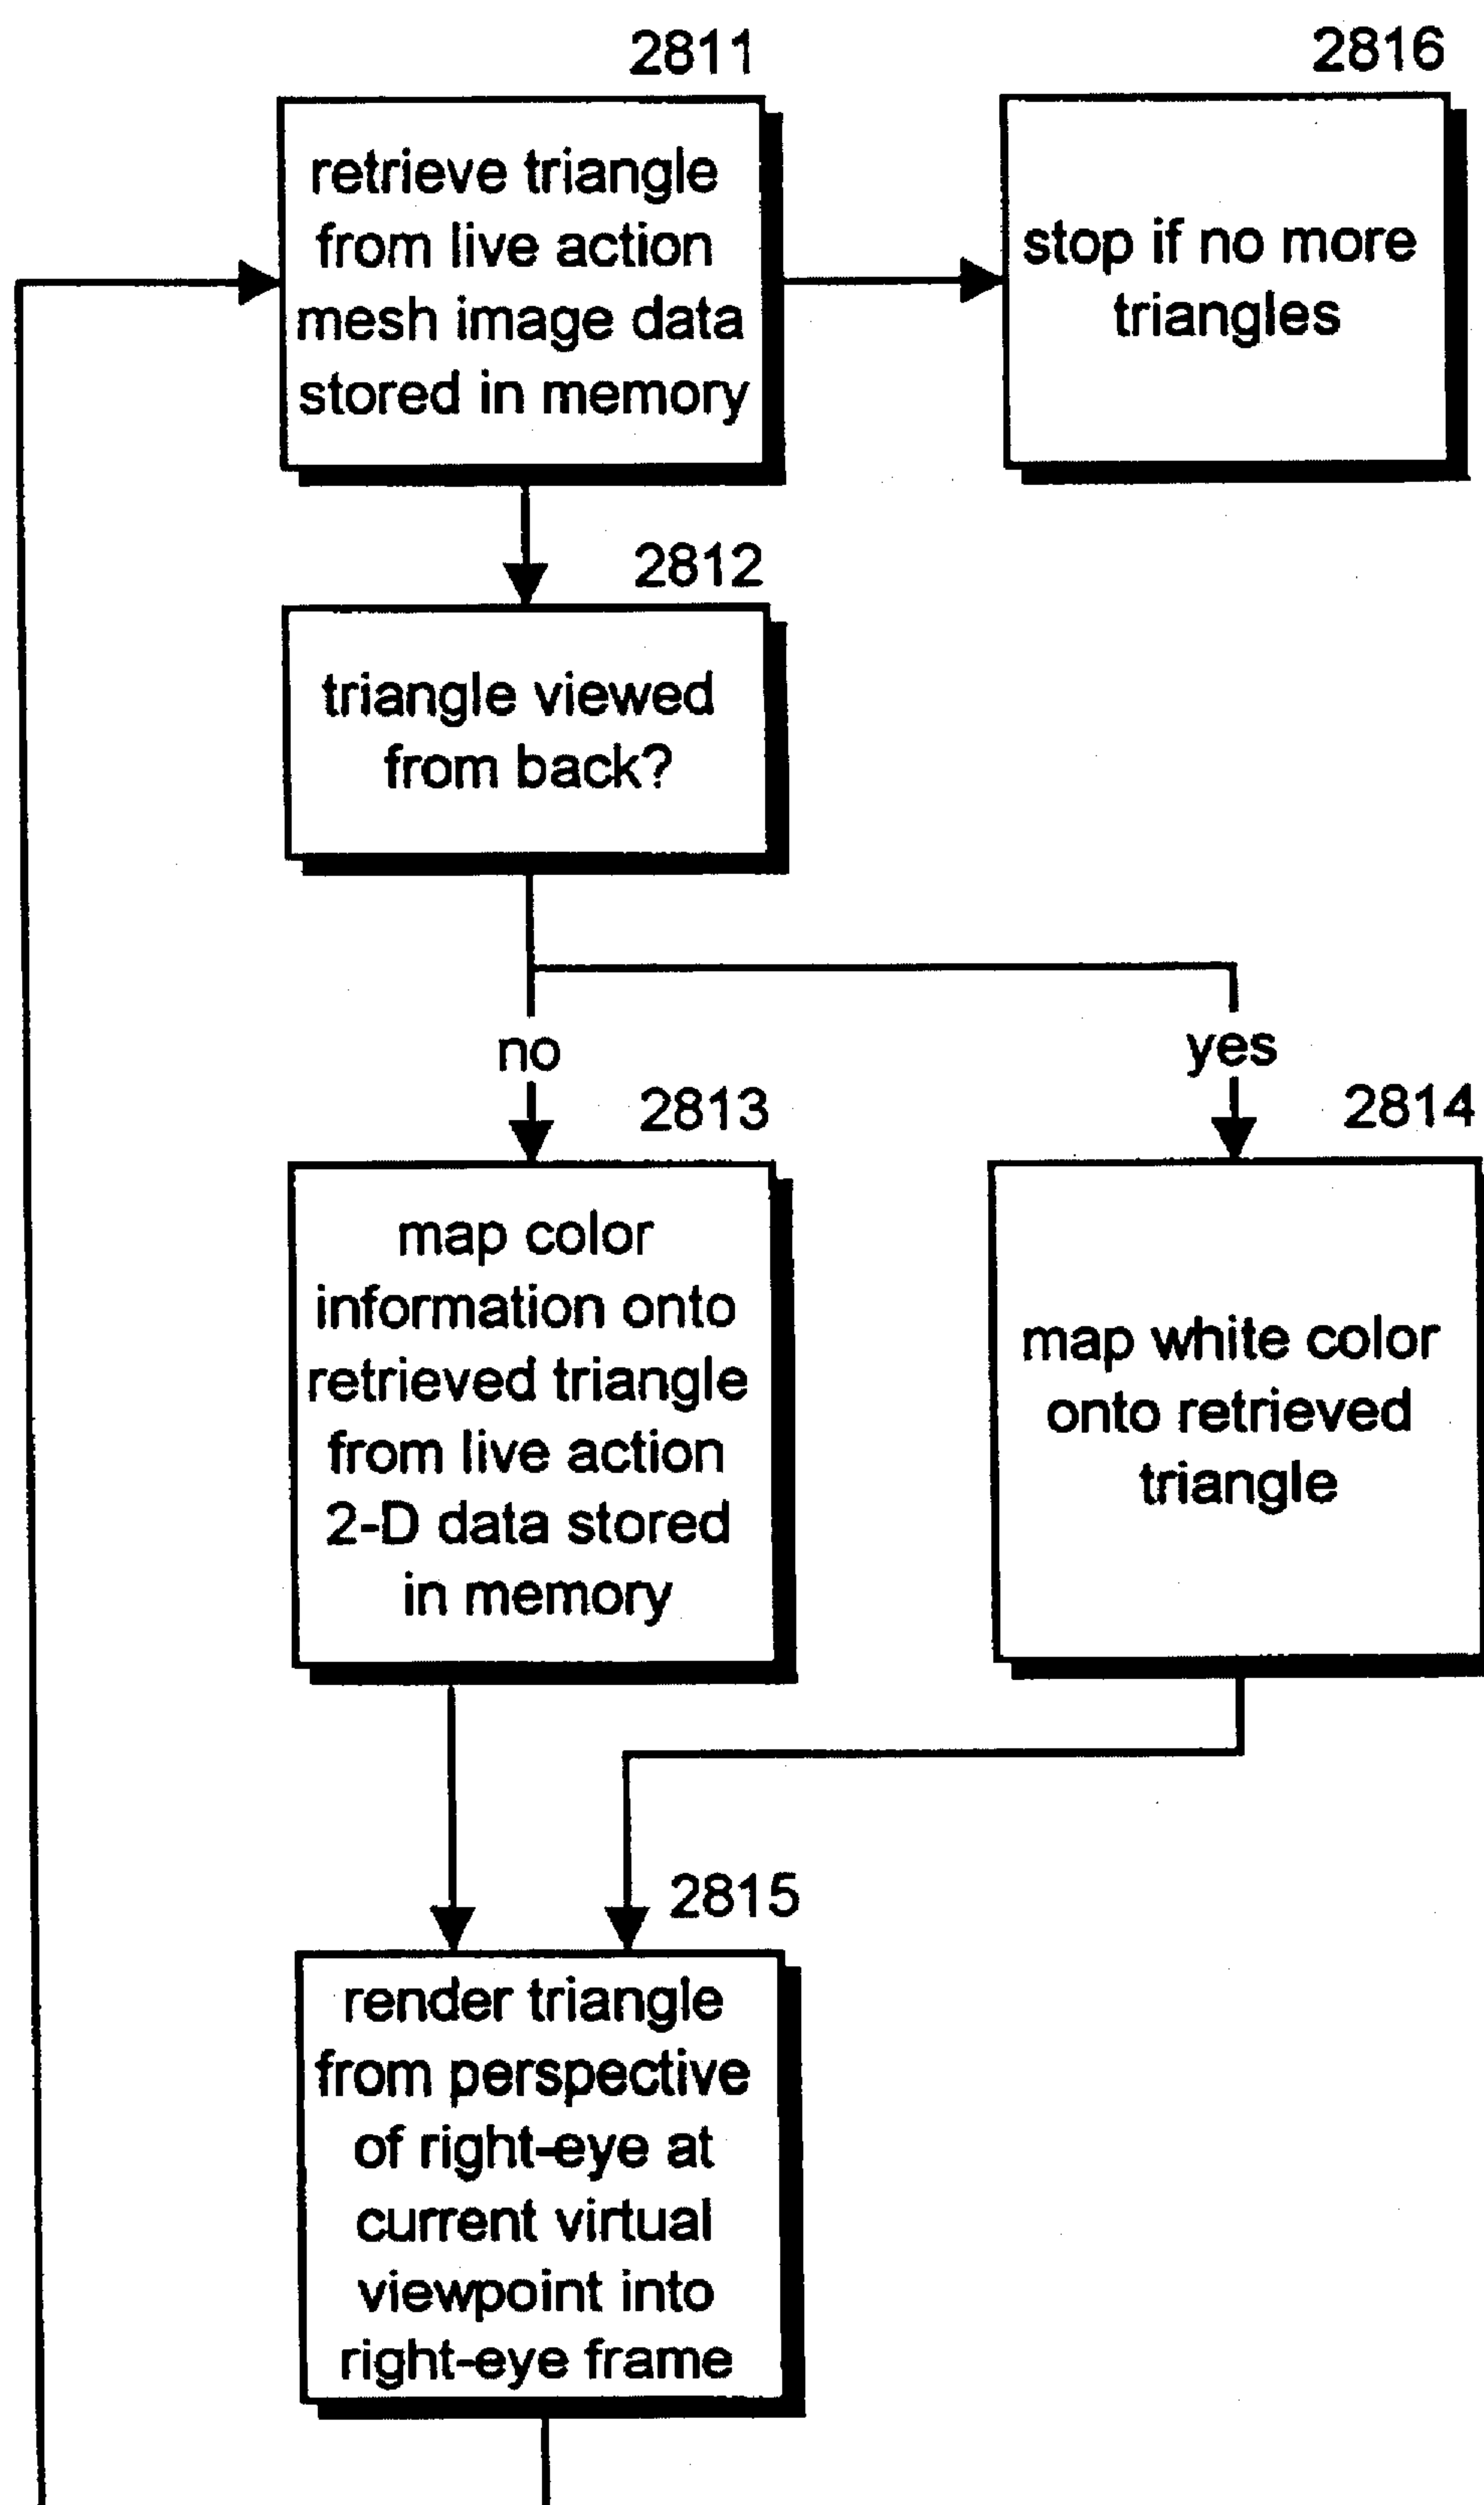 2811
retrieve triangle
from live action
mesh image data
stored in memory
2816
stop if no more
triangles
2812
triangle viewed
from back?
no
yes
2813
map color
information onto
retrieved triangle
from live action
2-D data stored
in memory
2814
map white color
onto retrieved
triangle
2815
render triangle
from perspective
of right-eye at
current virtual
viewpoint into
right-eye frame